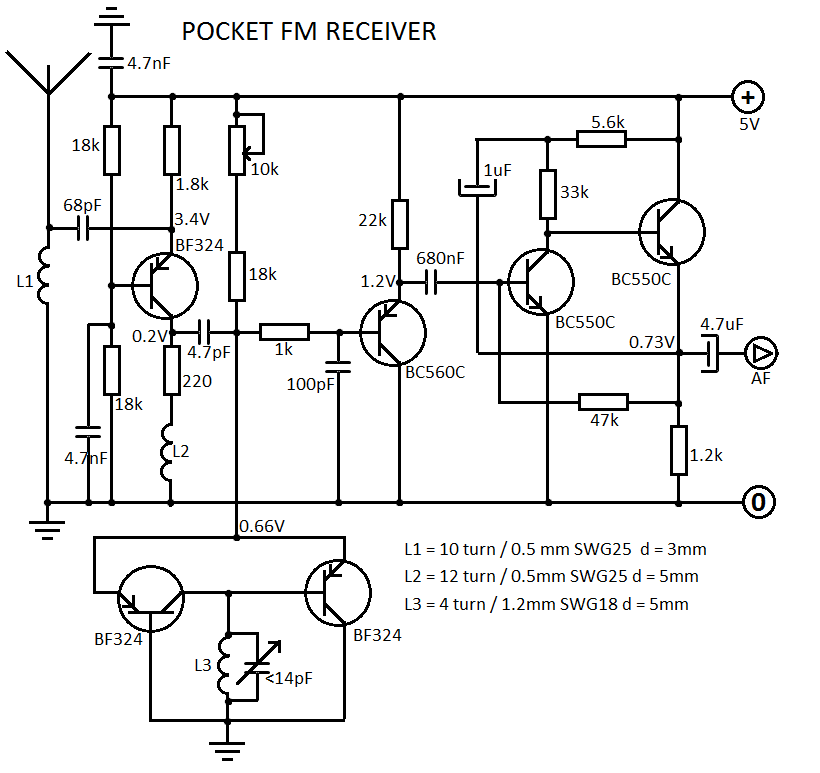 POCKET FM RECEIVER
4.7nF
+
5V
18k
1.8k
10k
5.6k
1uF
33k
68pF
3.4V
BF324
22k
680nF
L1
18k
1.2V
BC550C
BC550C
0.2V
4.7pF
1k
BC560C
0.73V
4.7uF
AF
100pF
220
18k
47k
L2
4.7nF
1.2k
0
0.66V
L1 = 10 turn / 0.5 mm SWG25 d = 3mm
L2 = 12 turn / 0.5mm SWG25 d = 5mm
L3 = 4 turn / 1.2mm SWG18 d = 5mm
BF324
BF324
L3
<14pF